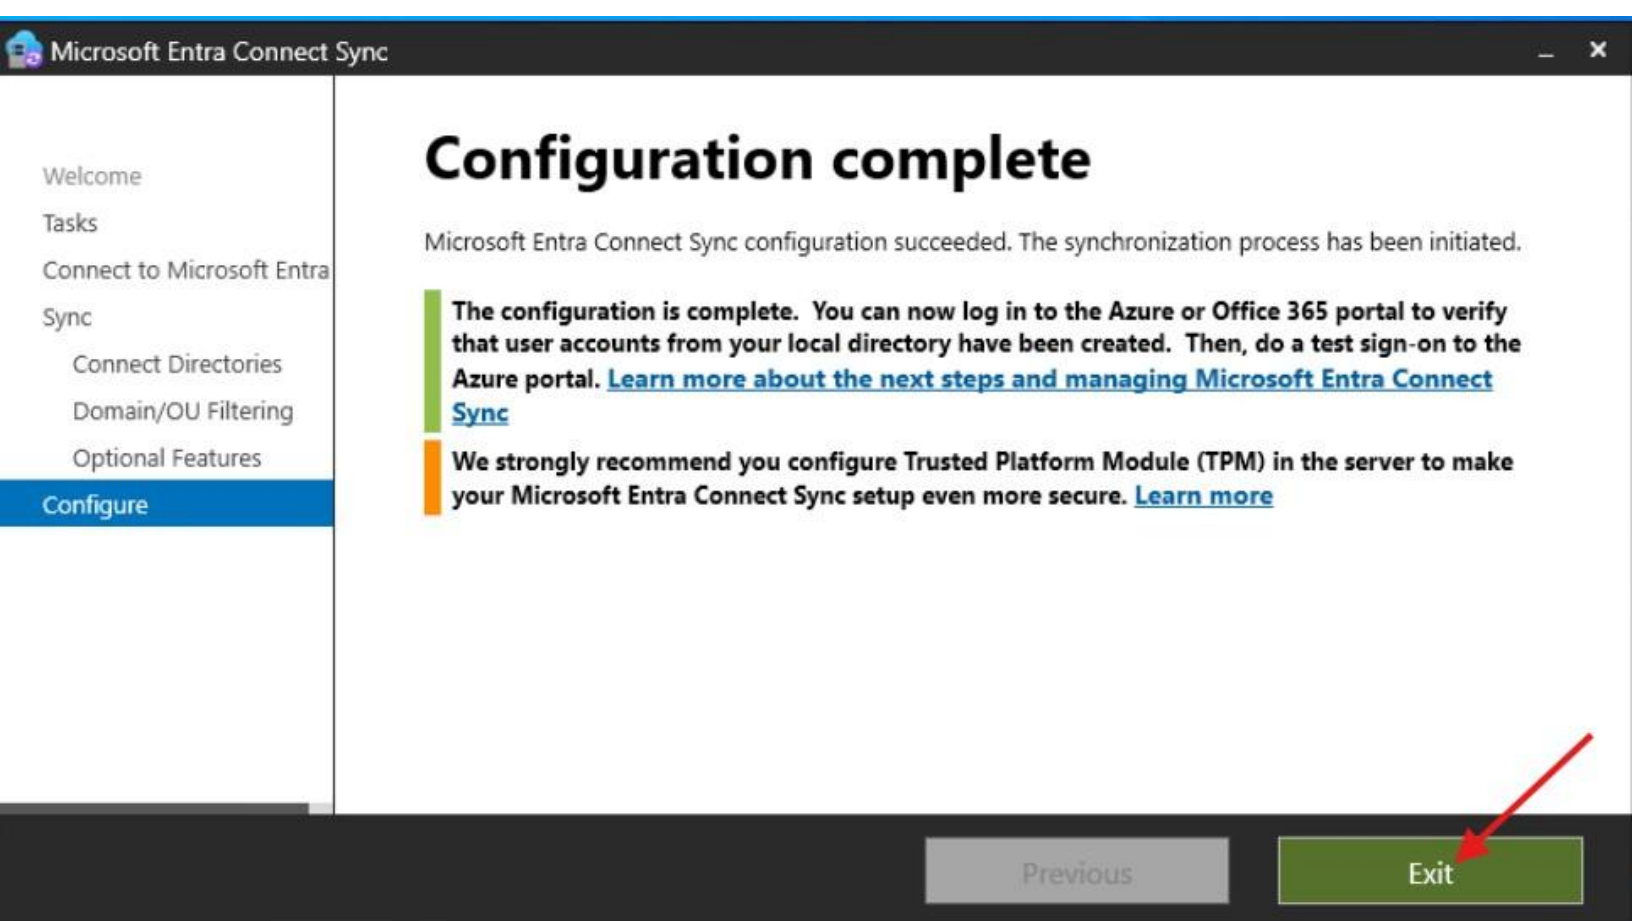 Microsoft Entra Connect Sync
Welcome
Tasks
Connect to Microsoft Entra
Sync
Connect Directories
Domain/OU Filtering
Optional Features
Configure
Configuration complete
Microsoft Entra Connect Sync configuration succeeded. The synchronization process has been initiated.
The configuration is complete.  You can now log in to the Azure or Office 365 portal to verify
that user accounts from your local directory have been created.  Then, do a test sign-on to the
Azure portal. Learn more about the next steps and managing Microsoft Entra Connect
Sync
We strongly recommend you configure Trusted Platform Module (TPM) in the server to make
your Microsoft Entra Connect Sync setup even more secure. Learn more
Previous
Exit